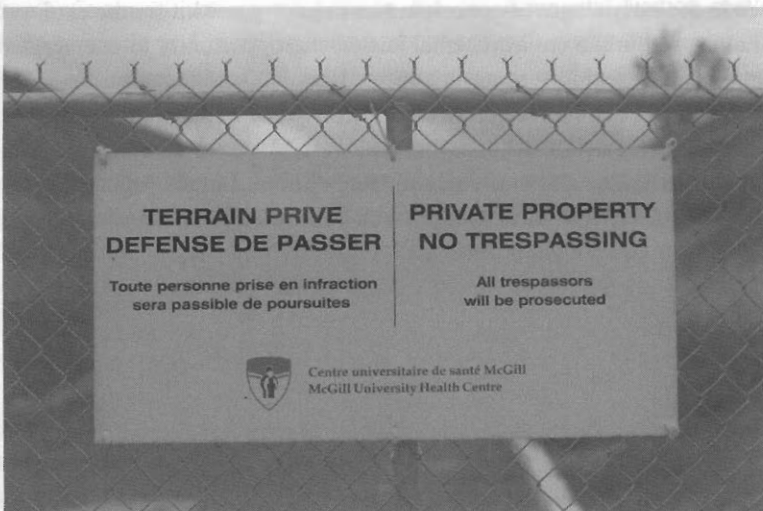 TERRAIN PRIVE
DEFENSE DE PASSER
Toute personne prise en infraction
sera passible de poursuites
PRIVATE PROPERTY
NO TRESPASSING
All trespassors
will be prosecuted
Centre universitaire de santé McGill
McGill University Health Centre